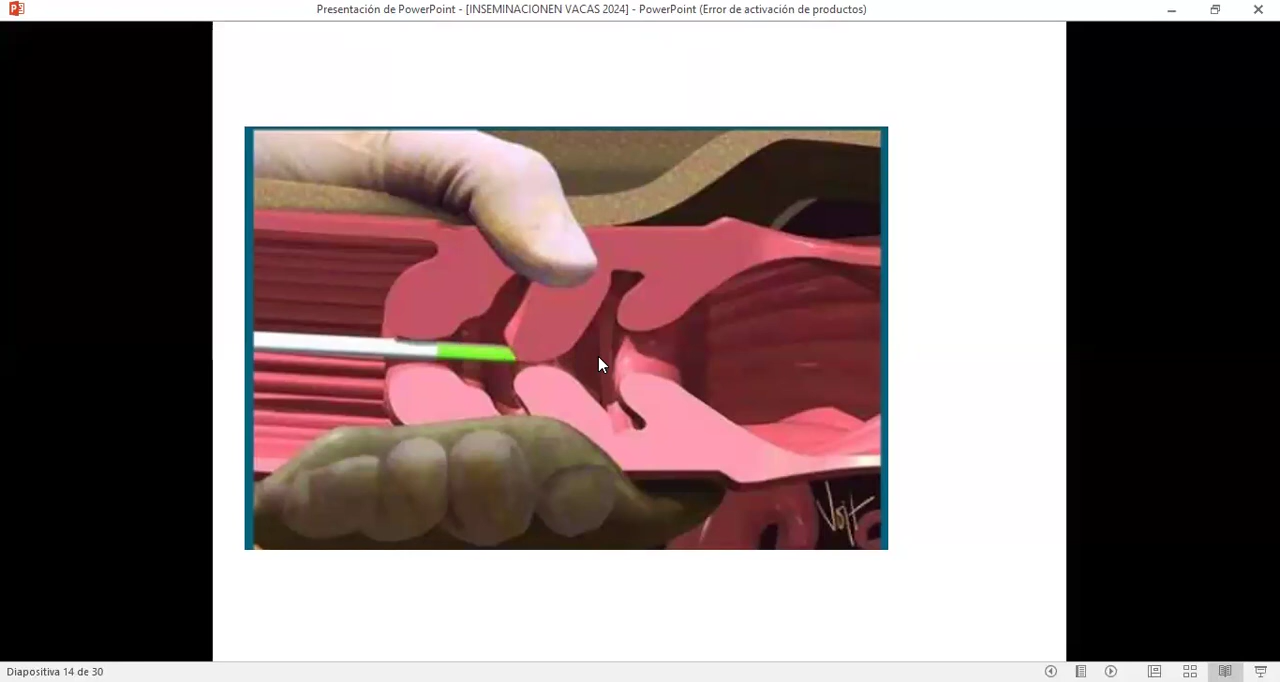 Presentación de PowerPoint - [INSEMINACIONEN VACAS 2024] - PowerPoint (Error de activación de productos)
Diapositiva 14 de 30